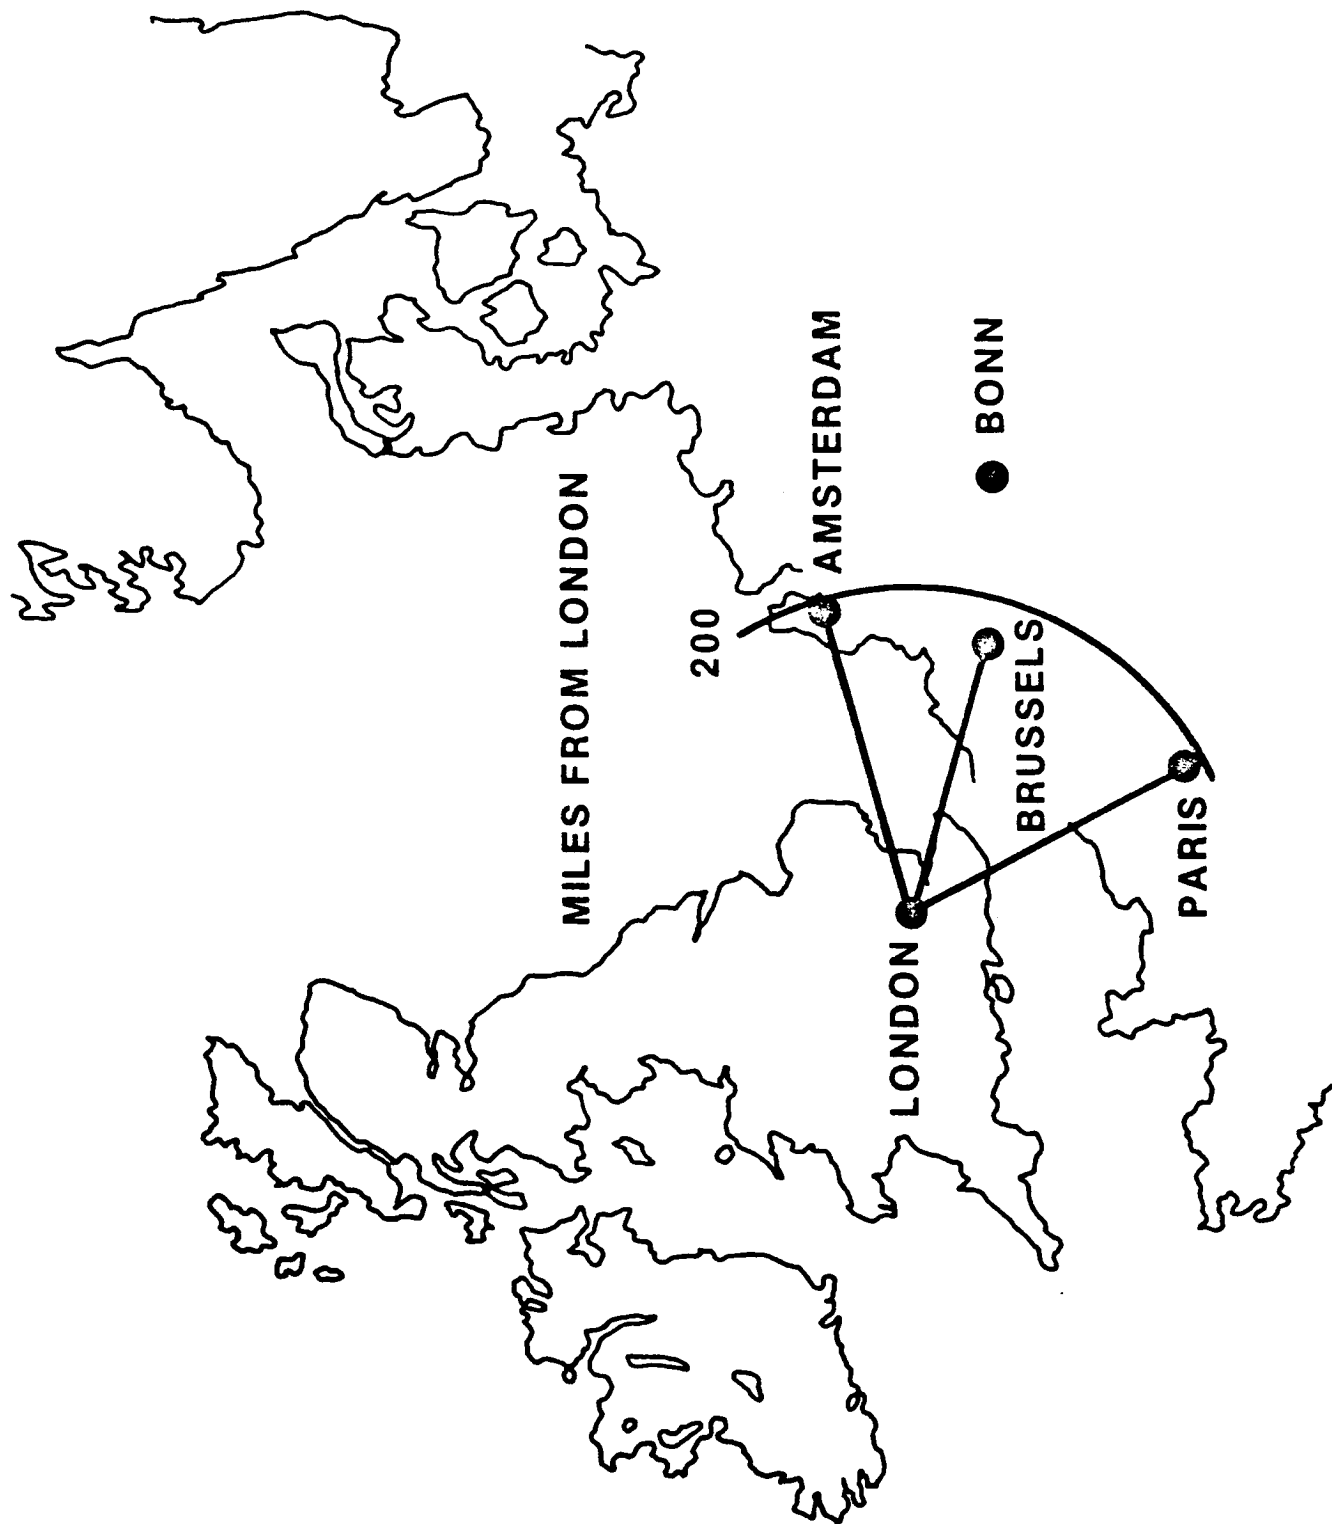 MILES FROM LONDON
200
AMSTERDAM
LONDON
BONN
BRUSSELS
PARIS